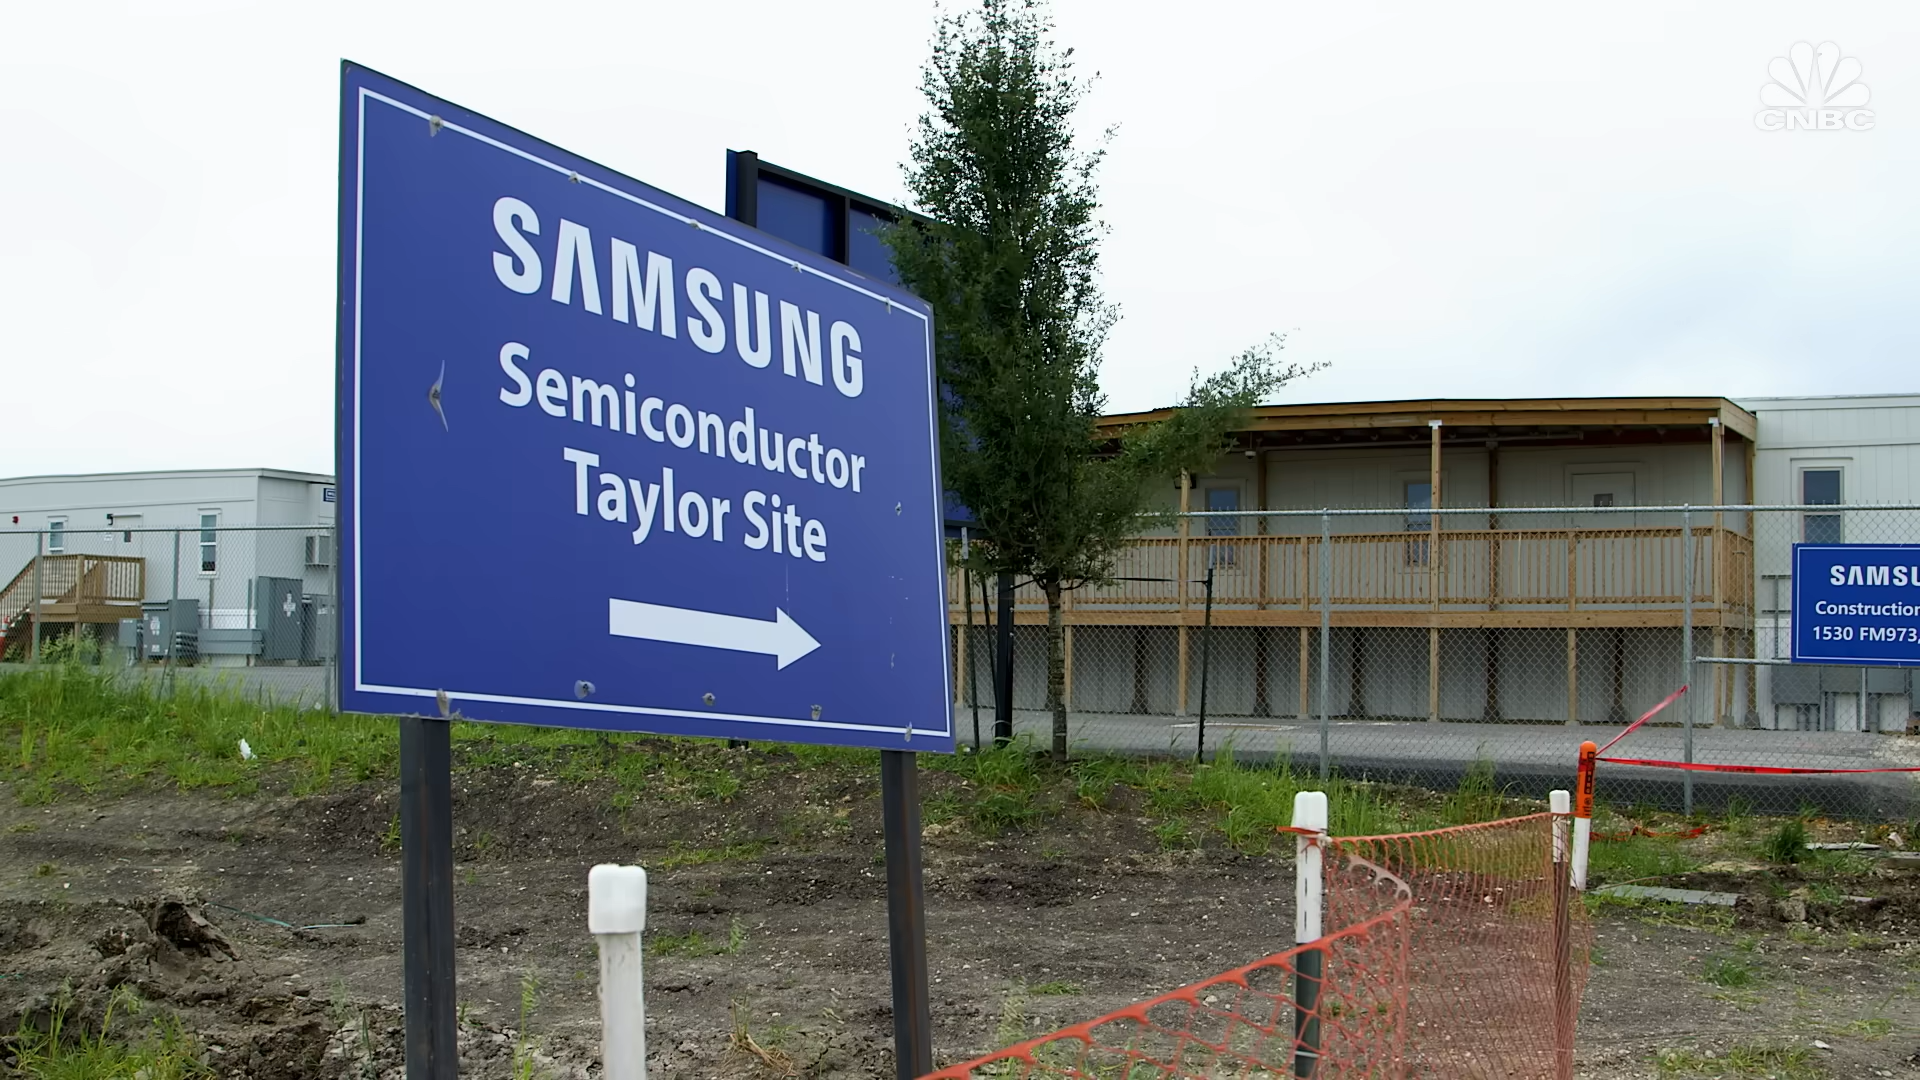 SAMSUNG
Semiconductor
Taylor Site
CNBC
SAMSU
Construction
1530 FM973,